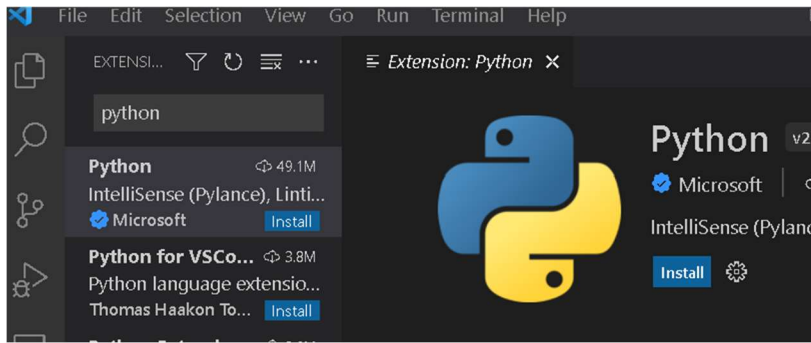 File Edit Selection View Go Run Terminal Help
EXTENSI... ...
Extension: Python
python
Python 49.1M
IntelliSense (Pylance), Linti...
Microsoft Install
Python for VSCo... 3.8M
Python language extensio...
Thomas Haakon To... Install
Python v2
Microsoft
IntelliSense (Pylanc
Install